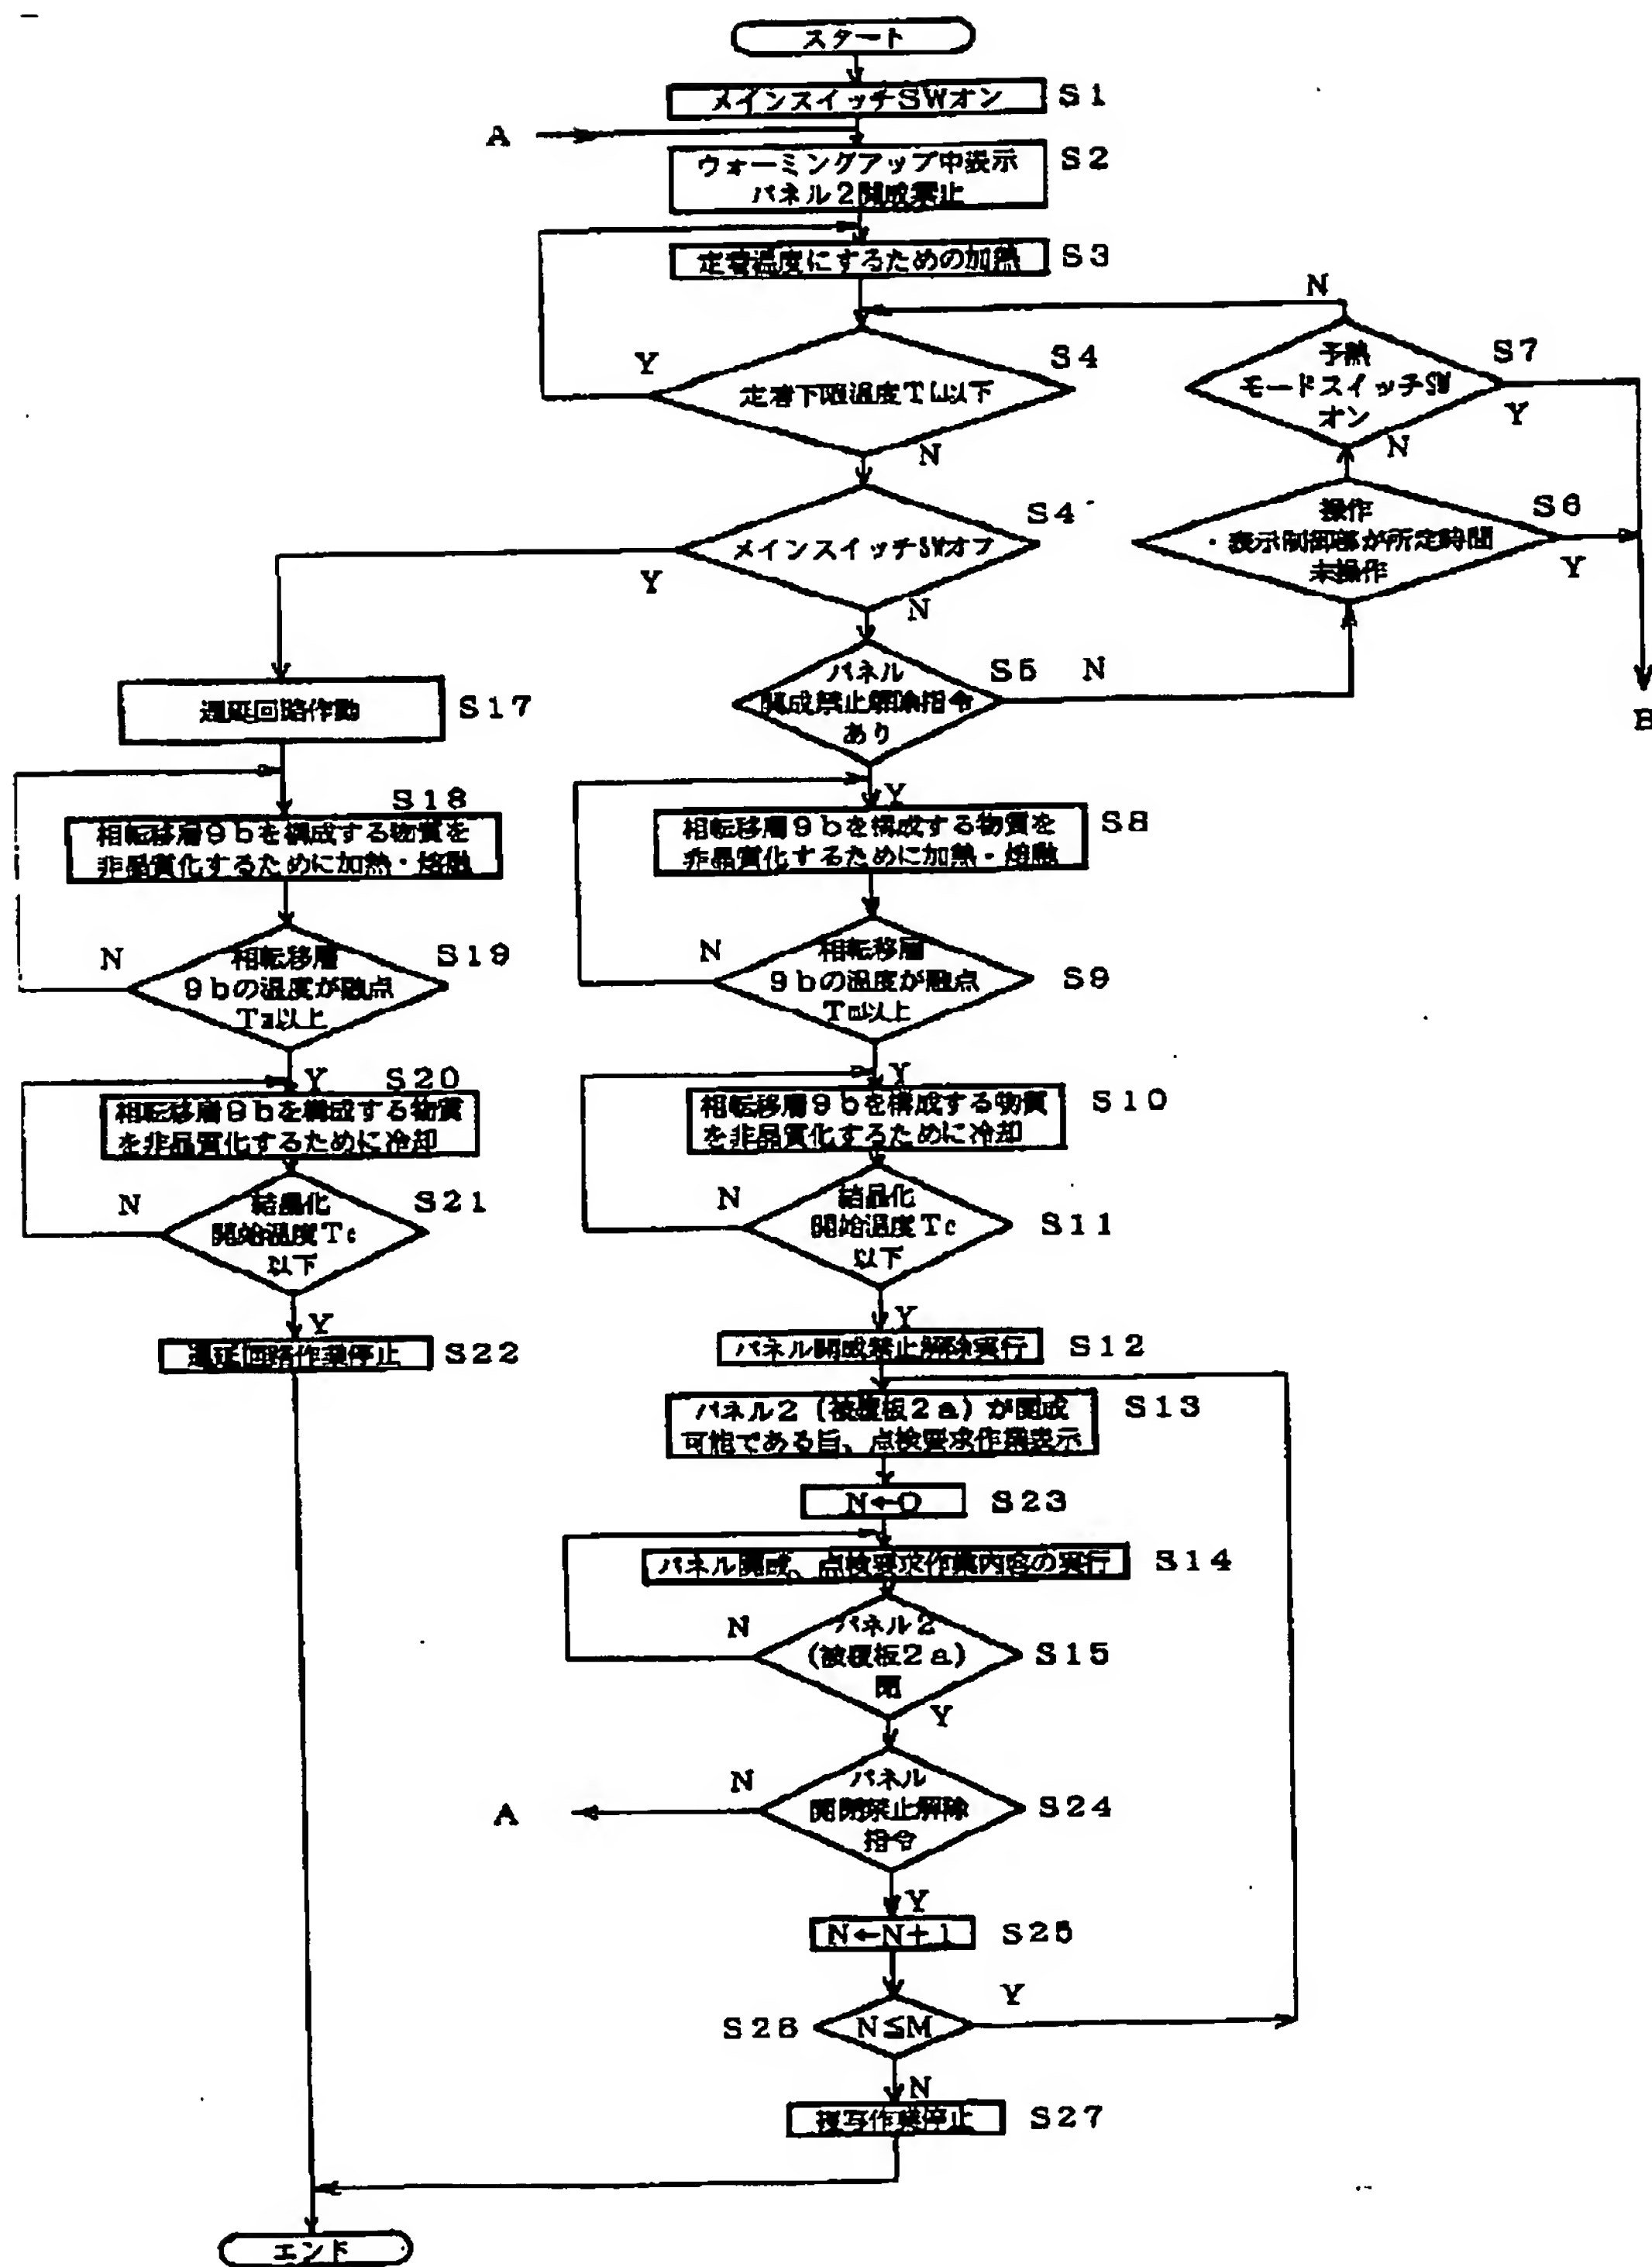 スタート
メインスイッチSWオン S1
A
ウォーミングアップ中表示 S2
パネル2開成禁止
定着温度にするための加熱 S3
N
予熱 S7
モードスイッチSW
オン
Y
N
Y
定着下限温度TL以下 S4
N
操作 S6
・表示制御部が所定時間
未操作
Y
メインスイッチSWオフ S4'
Y
N
パネル S5 N
開成禁止解除指令
あり
Y
B
遅延回路作動 S17
S18
相転移層9bを構成する物質を
非晶質化するために加熱・熔融
相転移層9bを構成する物質を S8
非晶質化するために加熱・熔融
N
相転移層 S19
9bの温度が融点
以上
Y
N
相転移層 S9
9bの温度が融点
Tm以上
Y
S20
相転移層9bを構成する物質
を非晶質化するために冷却
相転移層9bを構成する物質 S10
を非晶質化するために冷却
N
結晶化 S21
開始温度Tc
以下
Y
N
結晶化 S11
開始温度Tc
以下
Y
遅延回路作業停止 S22
パネル開成禁止解除実行 S12
パネル2(被覆板2a)が開成 S13
可能である旨、点検要求作業表示
N←0 S23
パネル開成、点検要求作業内容の実行 S14
N
パネル2
(被覆板2a) S15
閉
Y
N
パネル
開閉禁止解除 S24
指令
A
Y
N←N+1 S25
Y
S26 N≦M
N
複写作業停止 S27
エンド